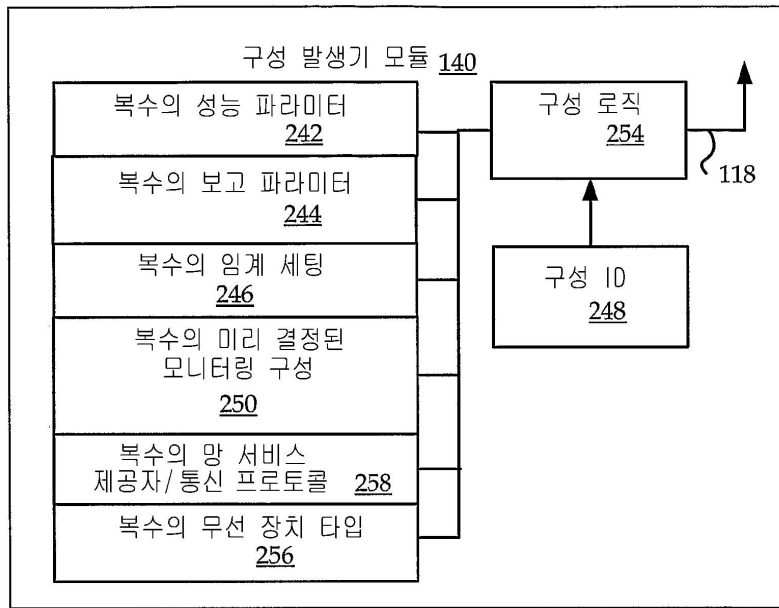 구성 발생기 모듈 140
복수의 성능 파라미터
242
복수의 보고 파라미터
244
복수의 임계 세팅
246
복수의 미리 결정된
모니터링 구성
250
복수의 망 서비스
제공자/통신 프로토콜 258
복수의 무선 장치 타입
256
구성 로직
254
118
구성 ID
248